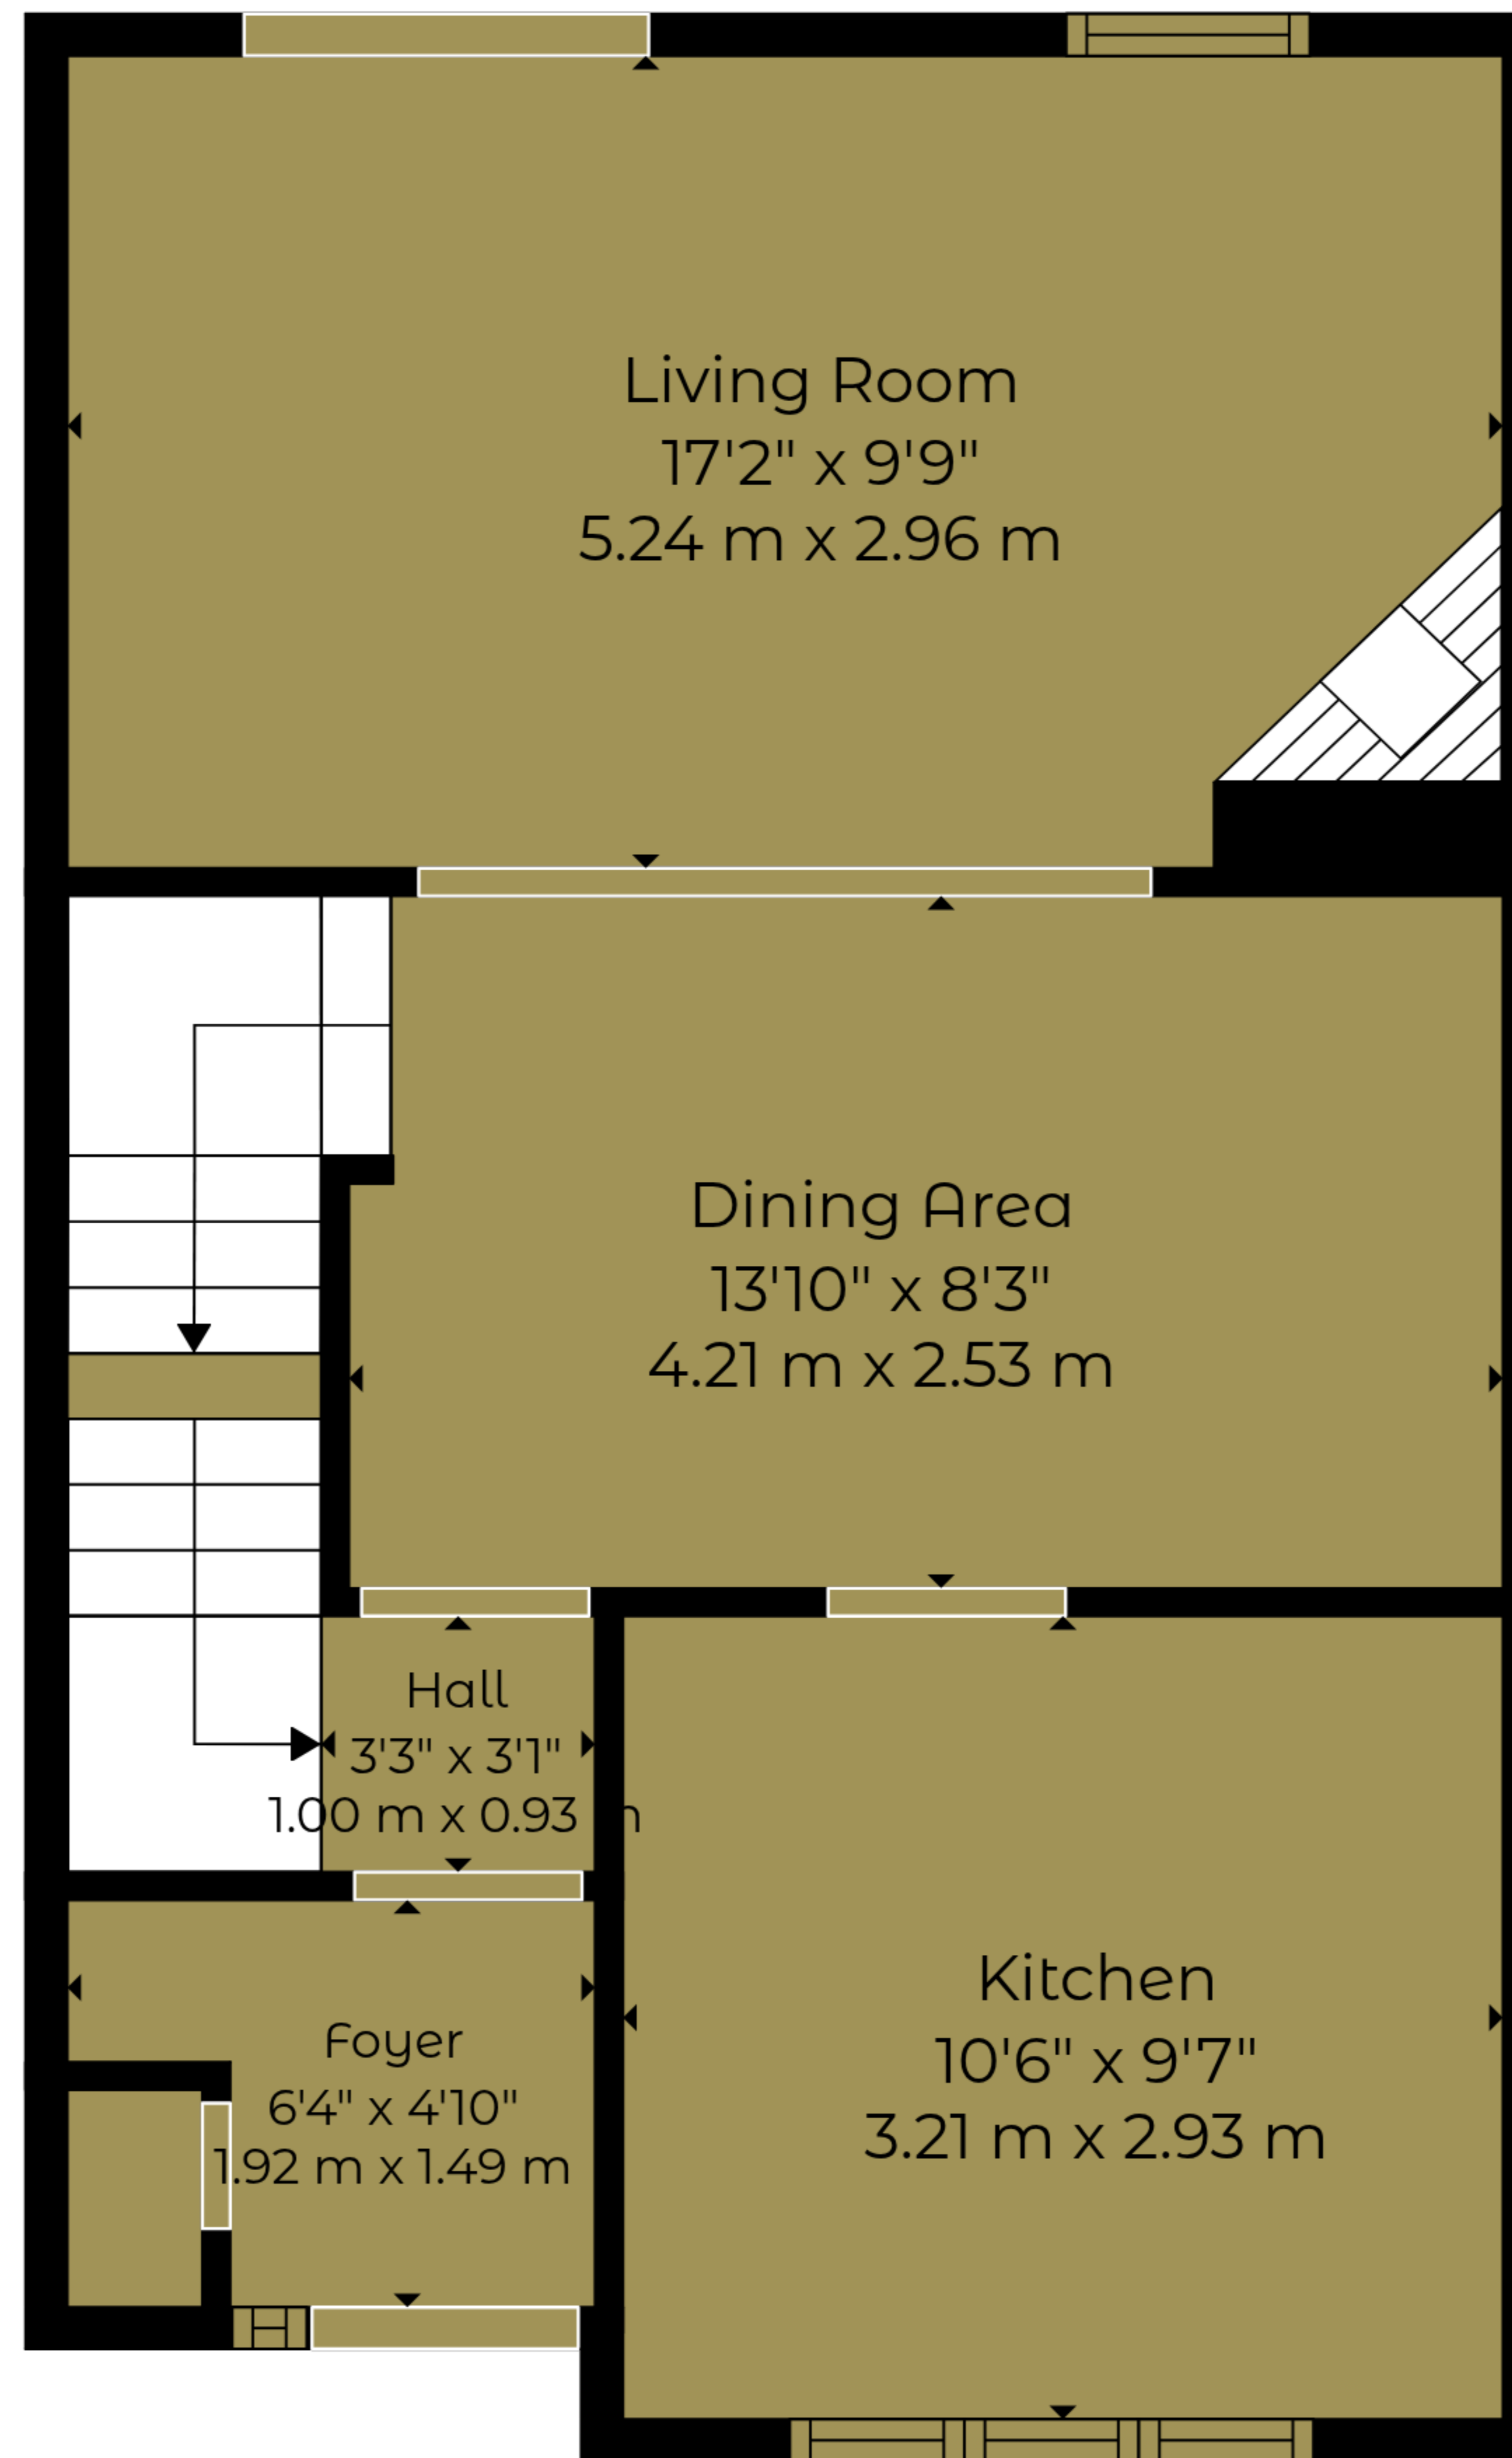 Living Room
17'2" x 9'9"
5.24 m x 2.96 m
Dining Area
13'10" x 8'3"
4.21 m x 2.53 m
Hall
3'3" x 3'1"
1.00 m x 0.93 m
Foyer
6'4" x 4'10"
1.92 m x 1.49 m
Kitchen
10'6" x 9'7"
3.21 m x 2.93 m